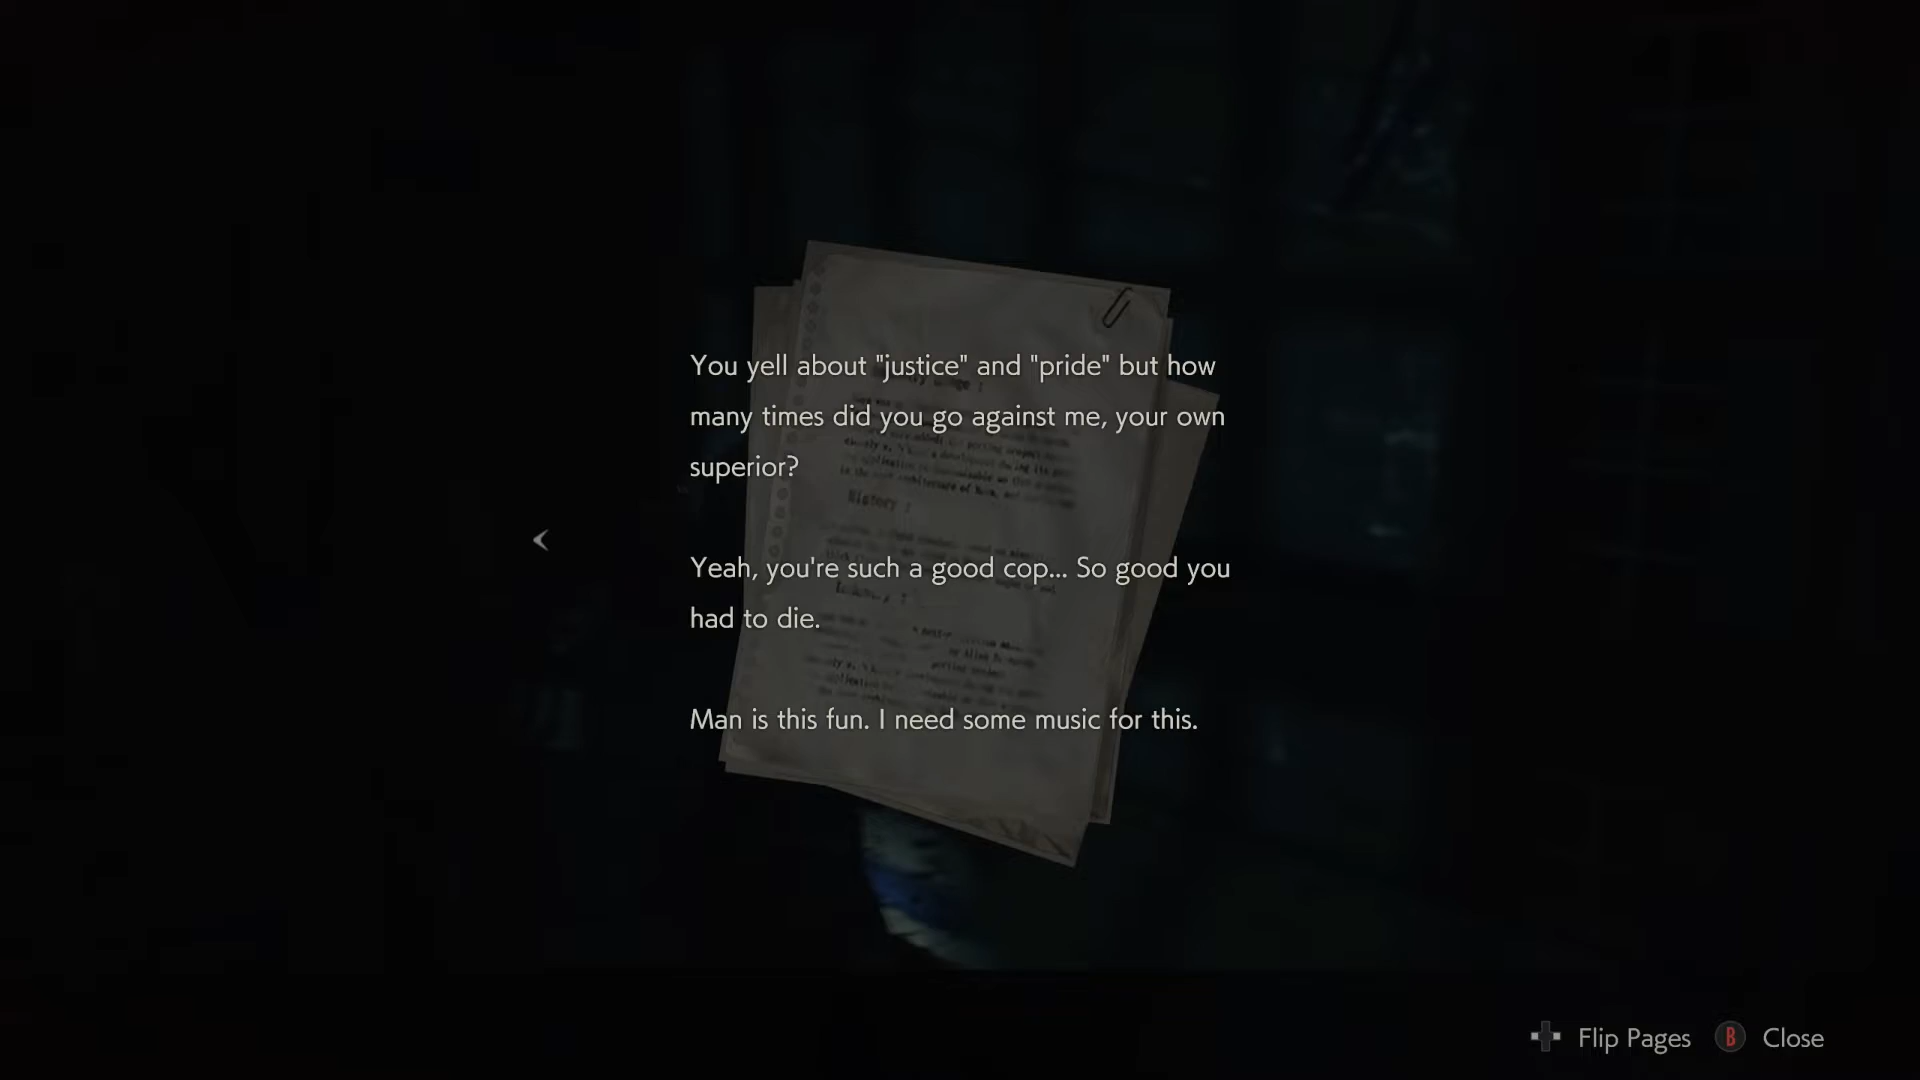 You yell about "justice" and "pride" but how
many times did you go against me, your own
superior?
Yeah, you're such a good cop... So good you
had to die.
Man is this fun. I need some music for this.
History :
Flip Pages B Close